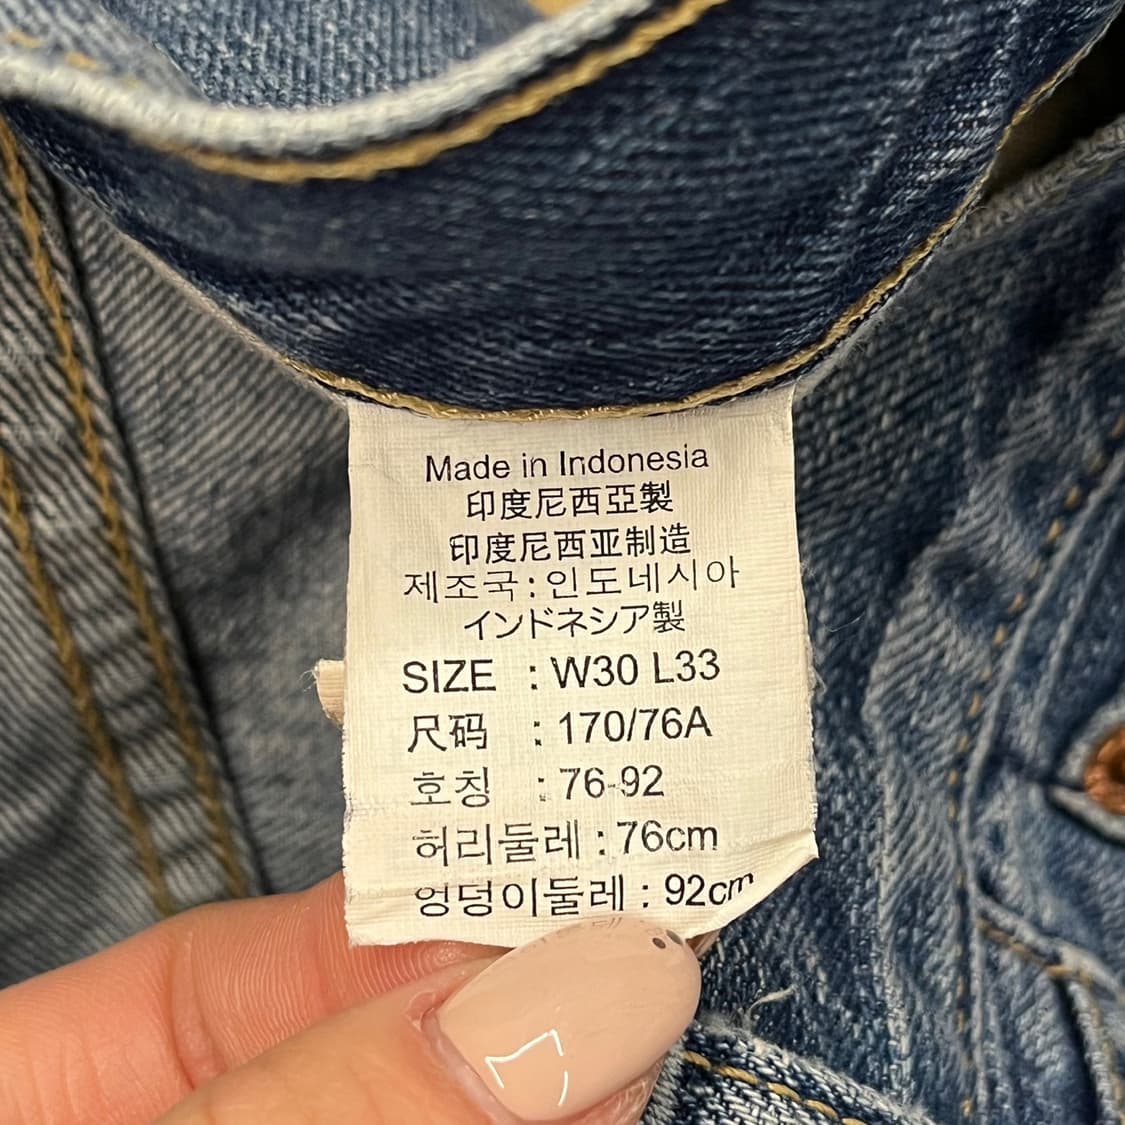 Made in Indonesia
印度尼西亞製
印度尼西亚制造
제조국 : 인도네시아
インドネシア製
SIZE : W30 L33
尺码 : 170/76A
호칭 : 76-92
허리둘레 : 76cm
엉덩이둘레 : 92cm